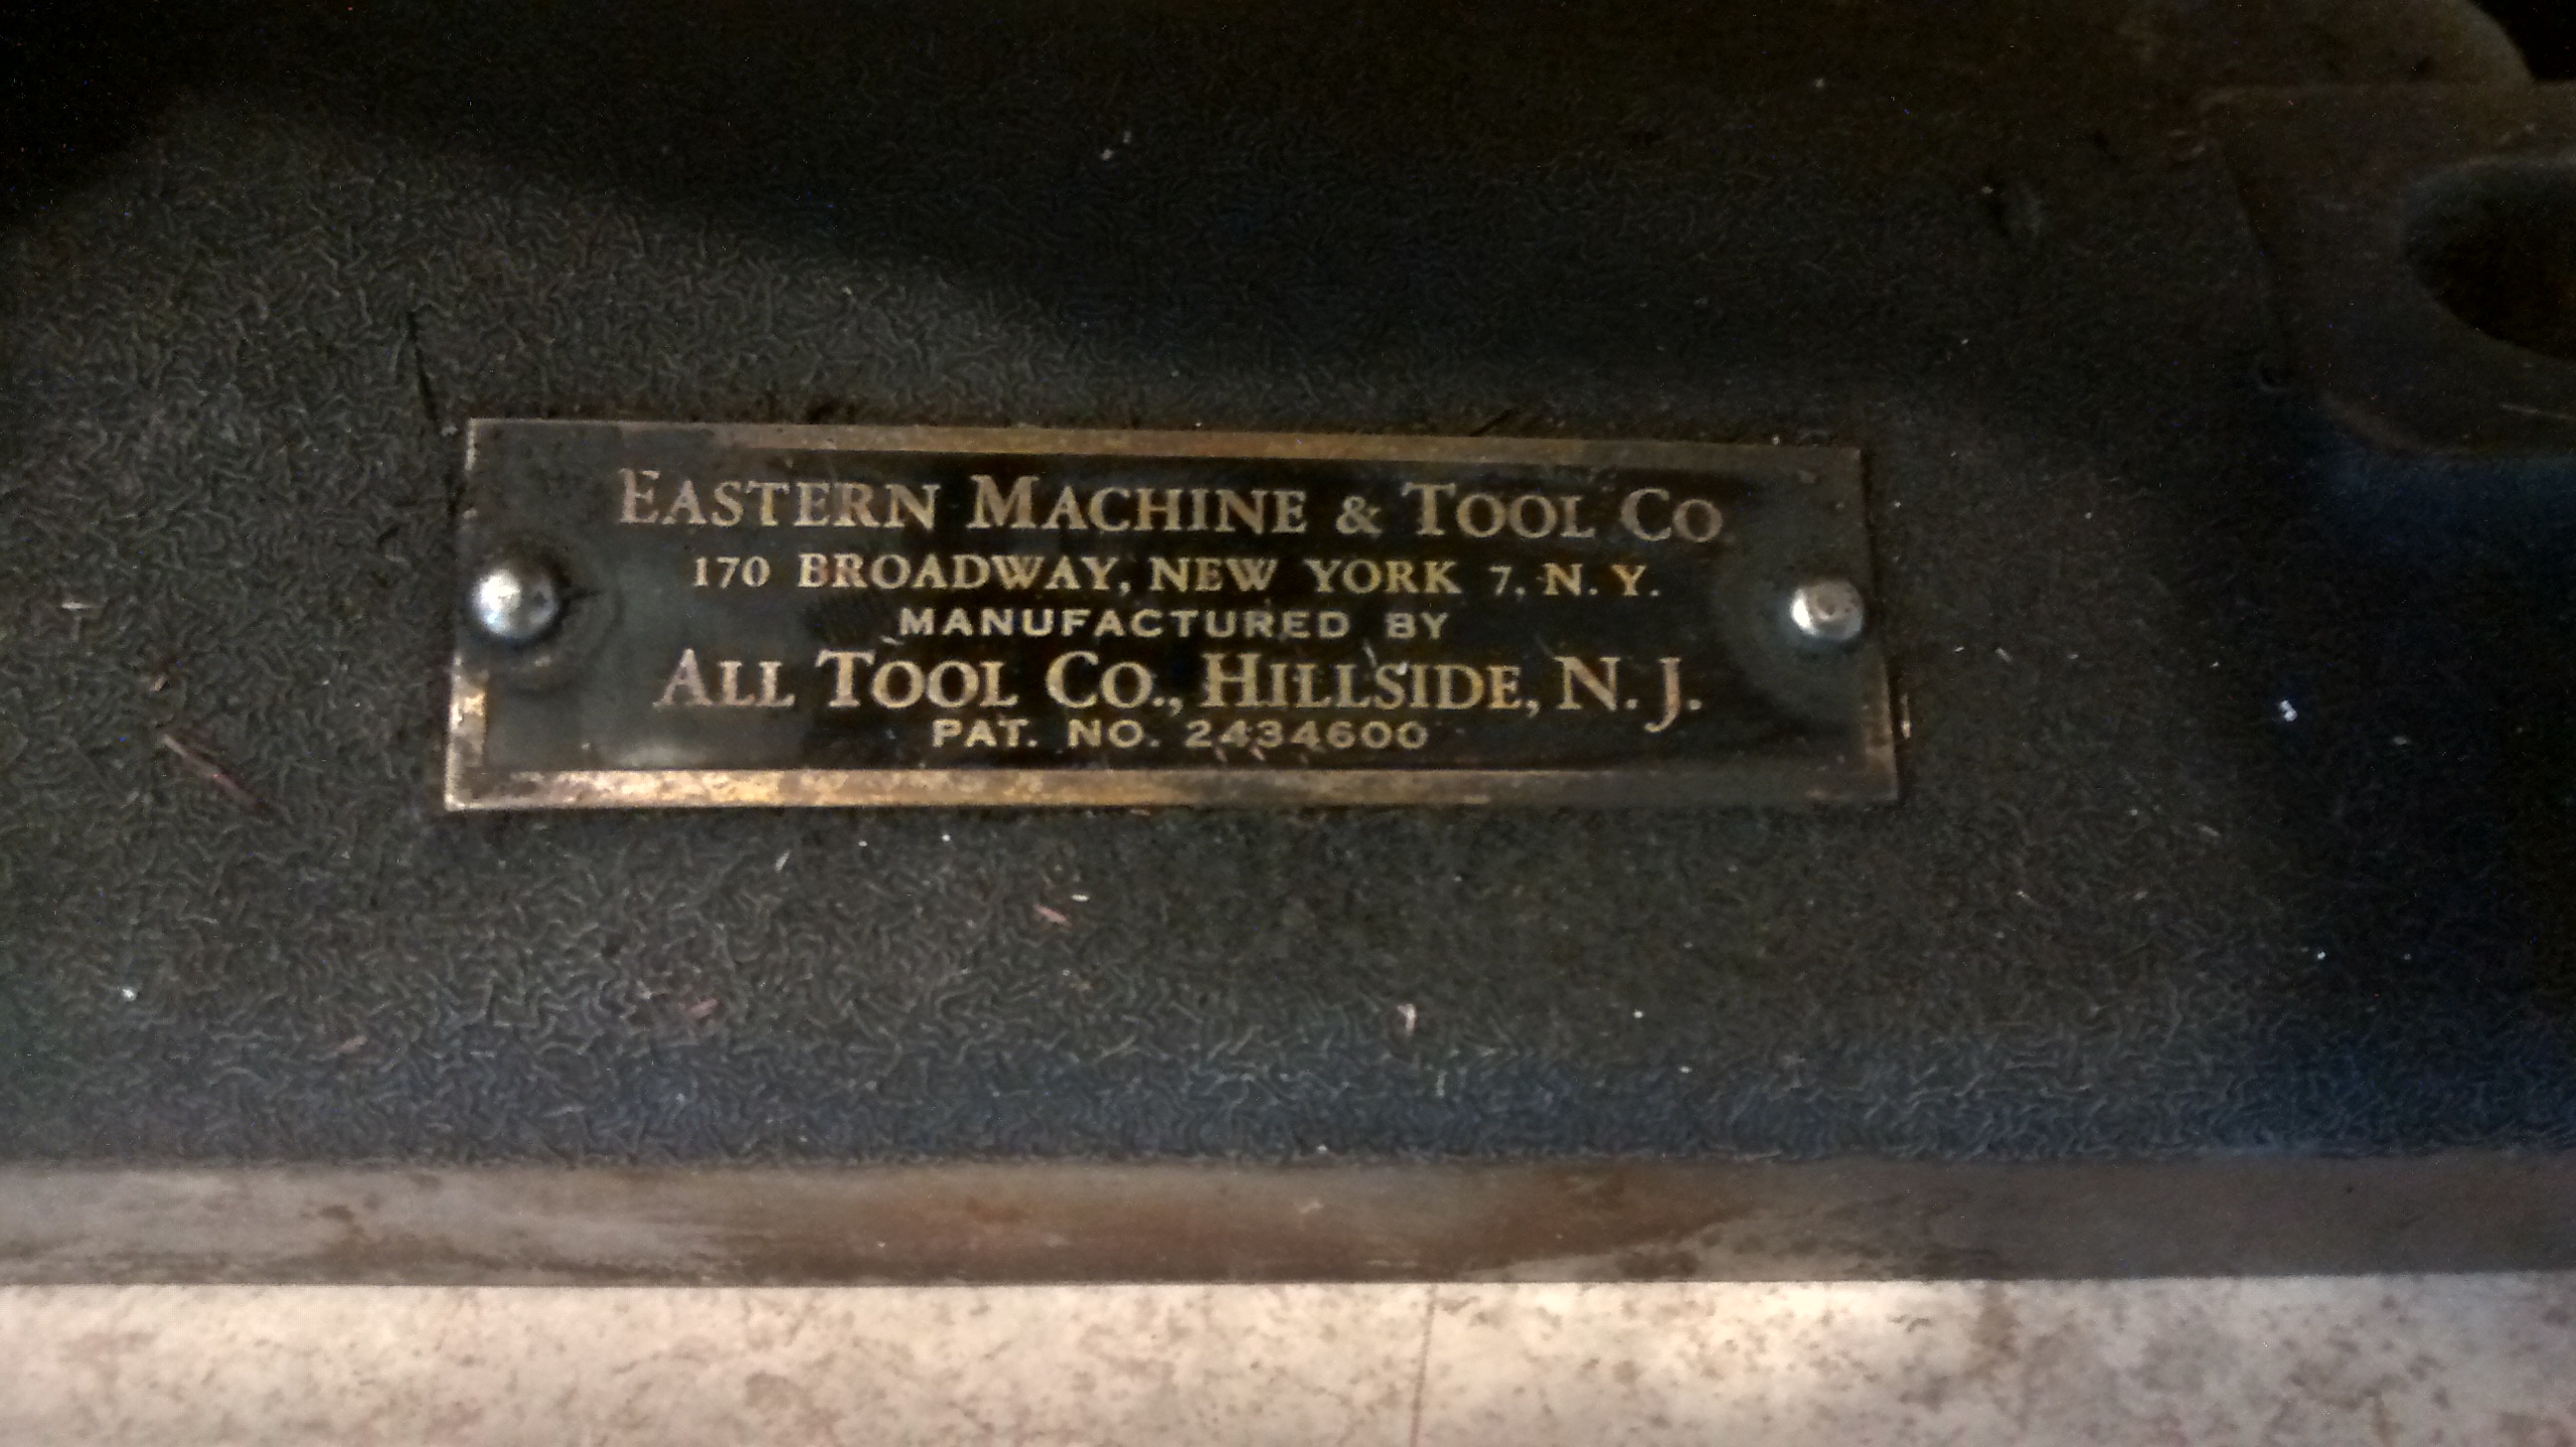 EASTERN MACHINE & TOOL CO.
170 BROADWAY, NEW YORK 7, N. Y.
MANUFACTURED BY
ALL TOOL CO., HILLSIDE, N. J.
PAT. NO. 2434600